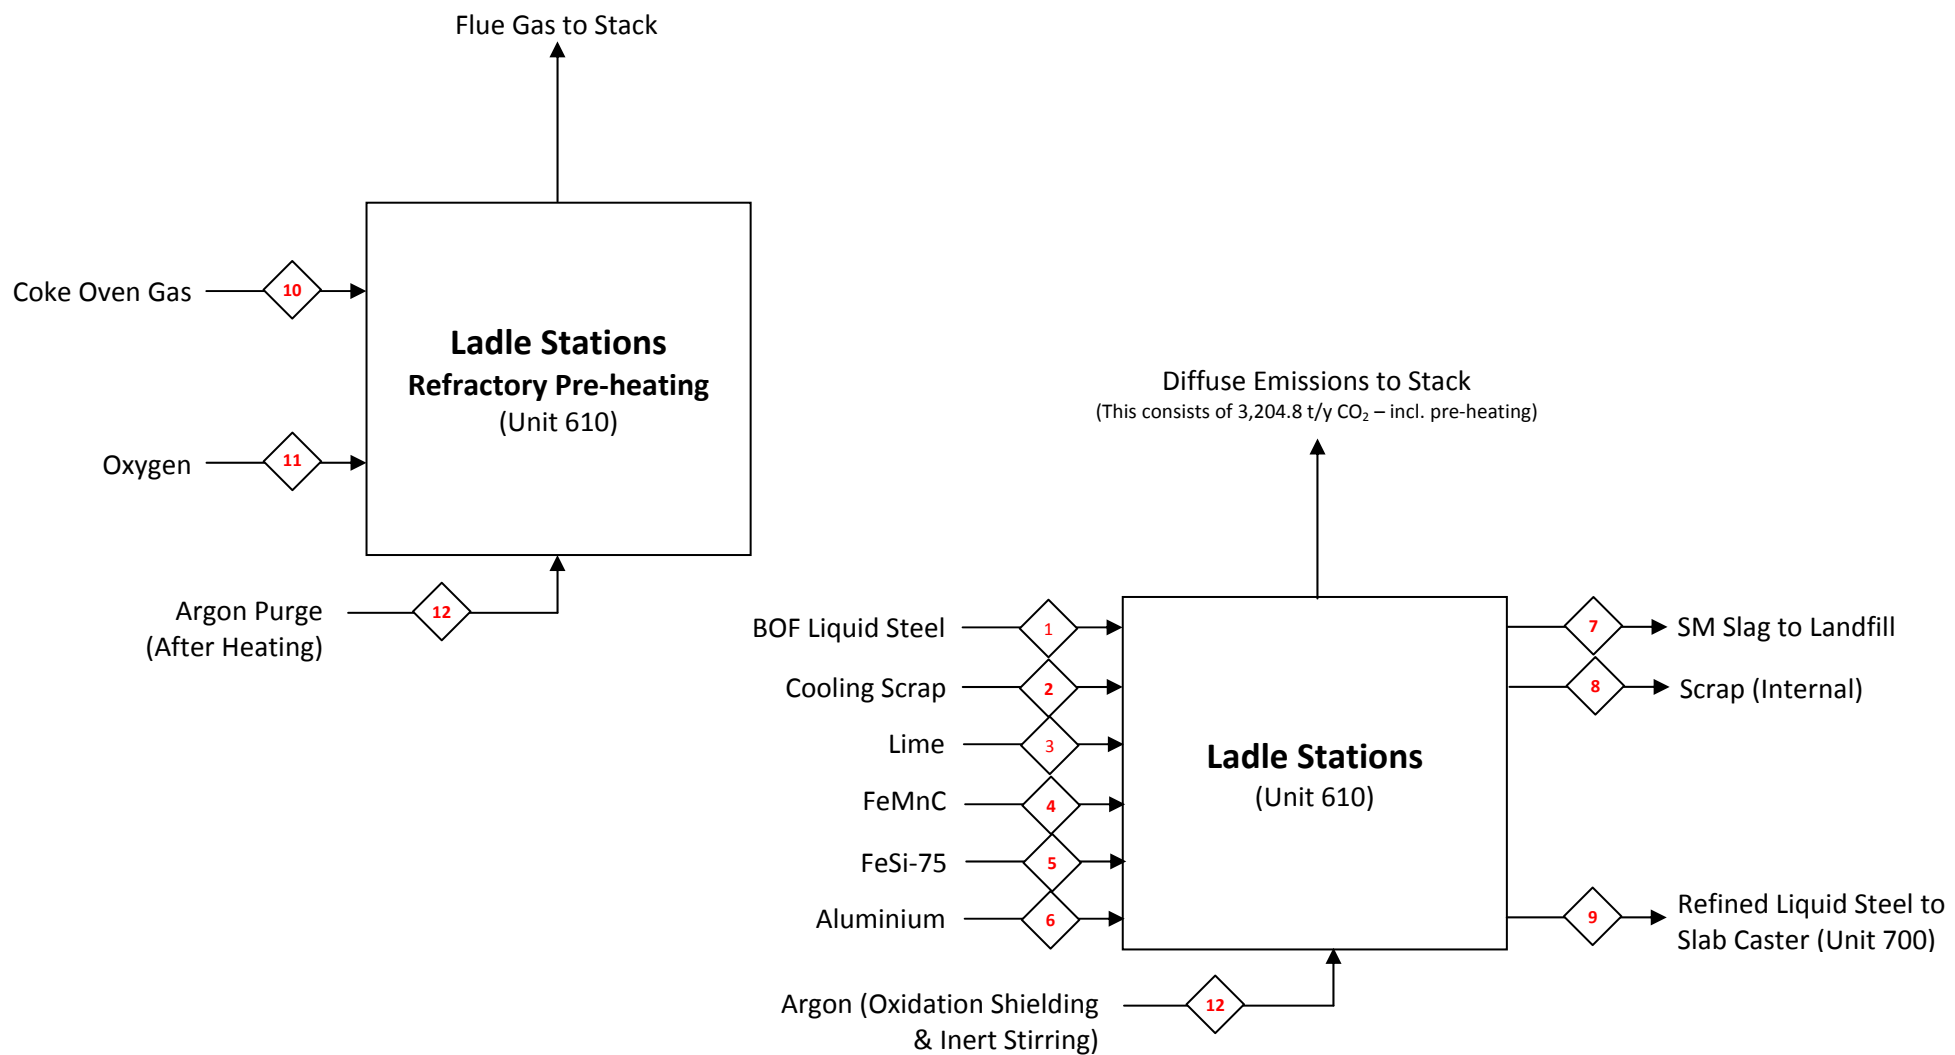 Flue Gas to Stack
Coke Oven Gas
10
Ladle Stations
Refractory Pre-heating
(Unit 610)
Oxygen
11
Argon Purge
(After Heating)
12
Diffuse Emissions to Stack
(This consists of 3,204.8 t/y CO₂ – incl. pre-heating)
BOF Liquid Steel
1
Cooling Scrap
2
Lime
3
FeMnC
4
FeSi-75
5
Aluminium
6
Ladle Stations
(Unit 610)
7
SM Slag to Landfill
8
Scrap (Internal)
9
Refined Liquid Steel to
Slab Caster (Unit 700)
Argon (Oxidation Shielding
& Inert Stirring)
12